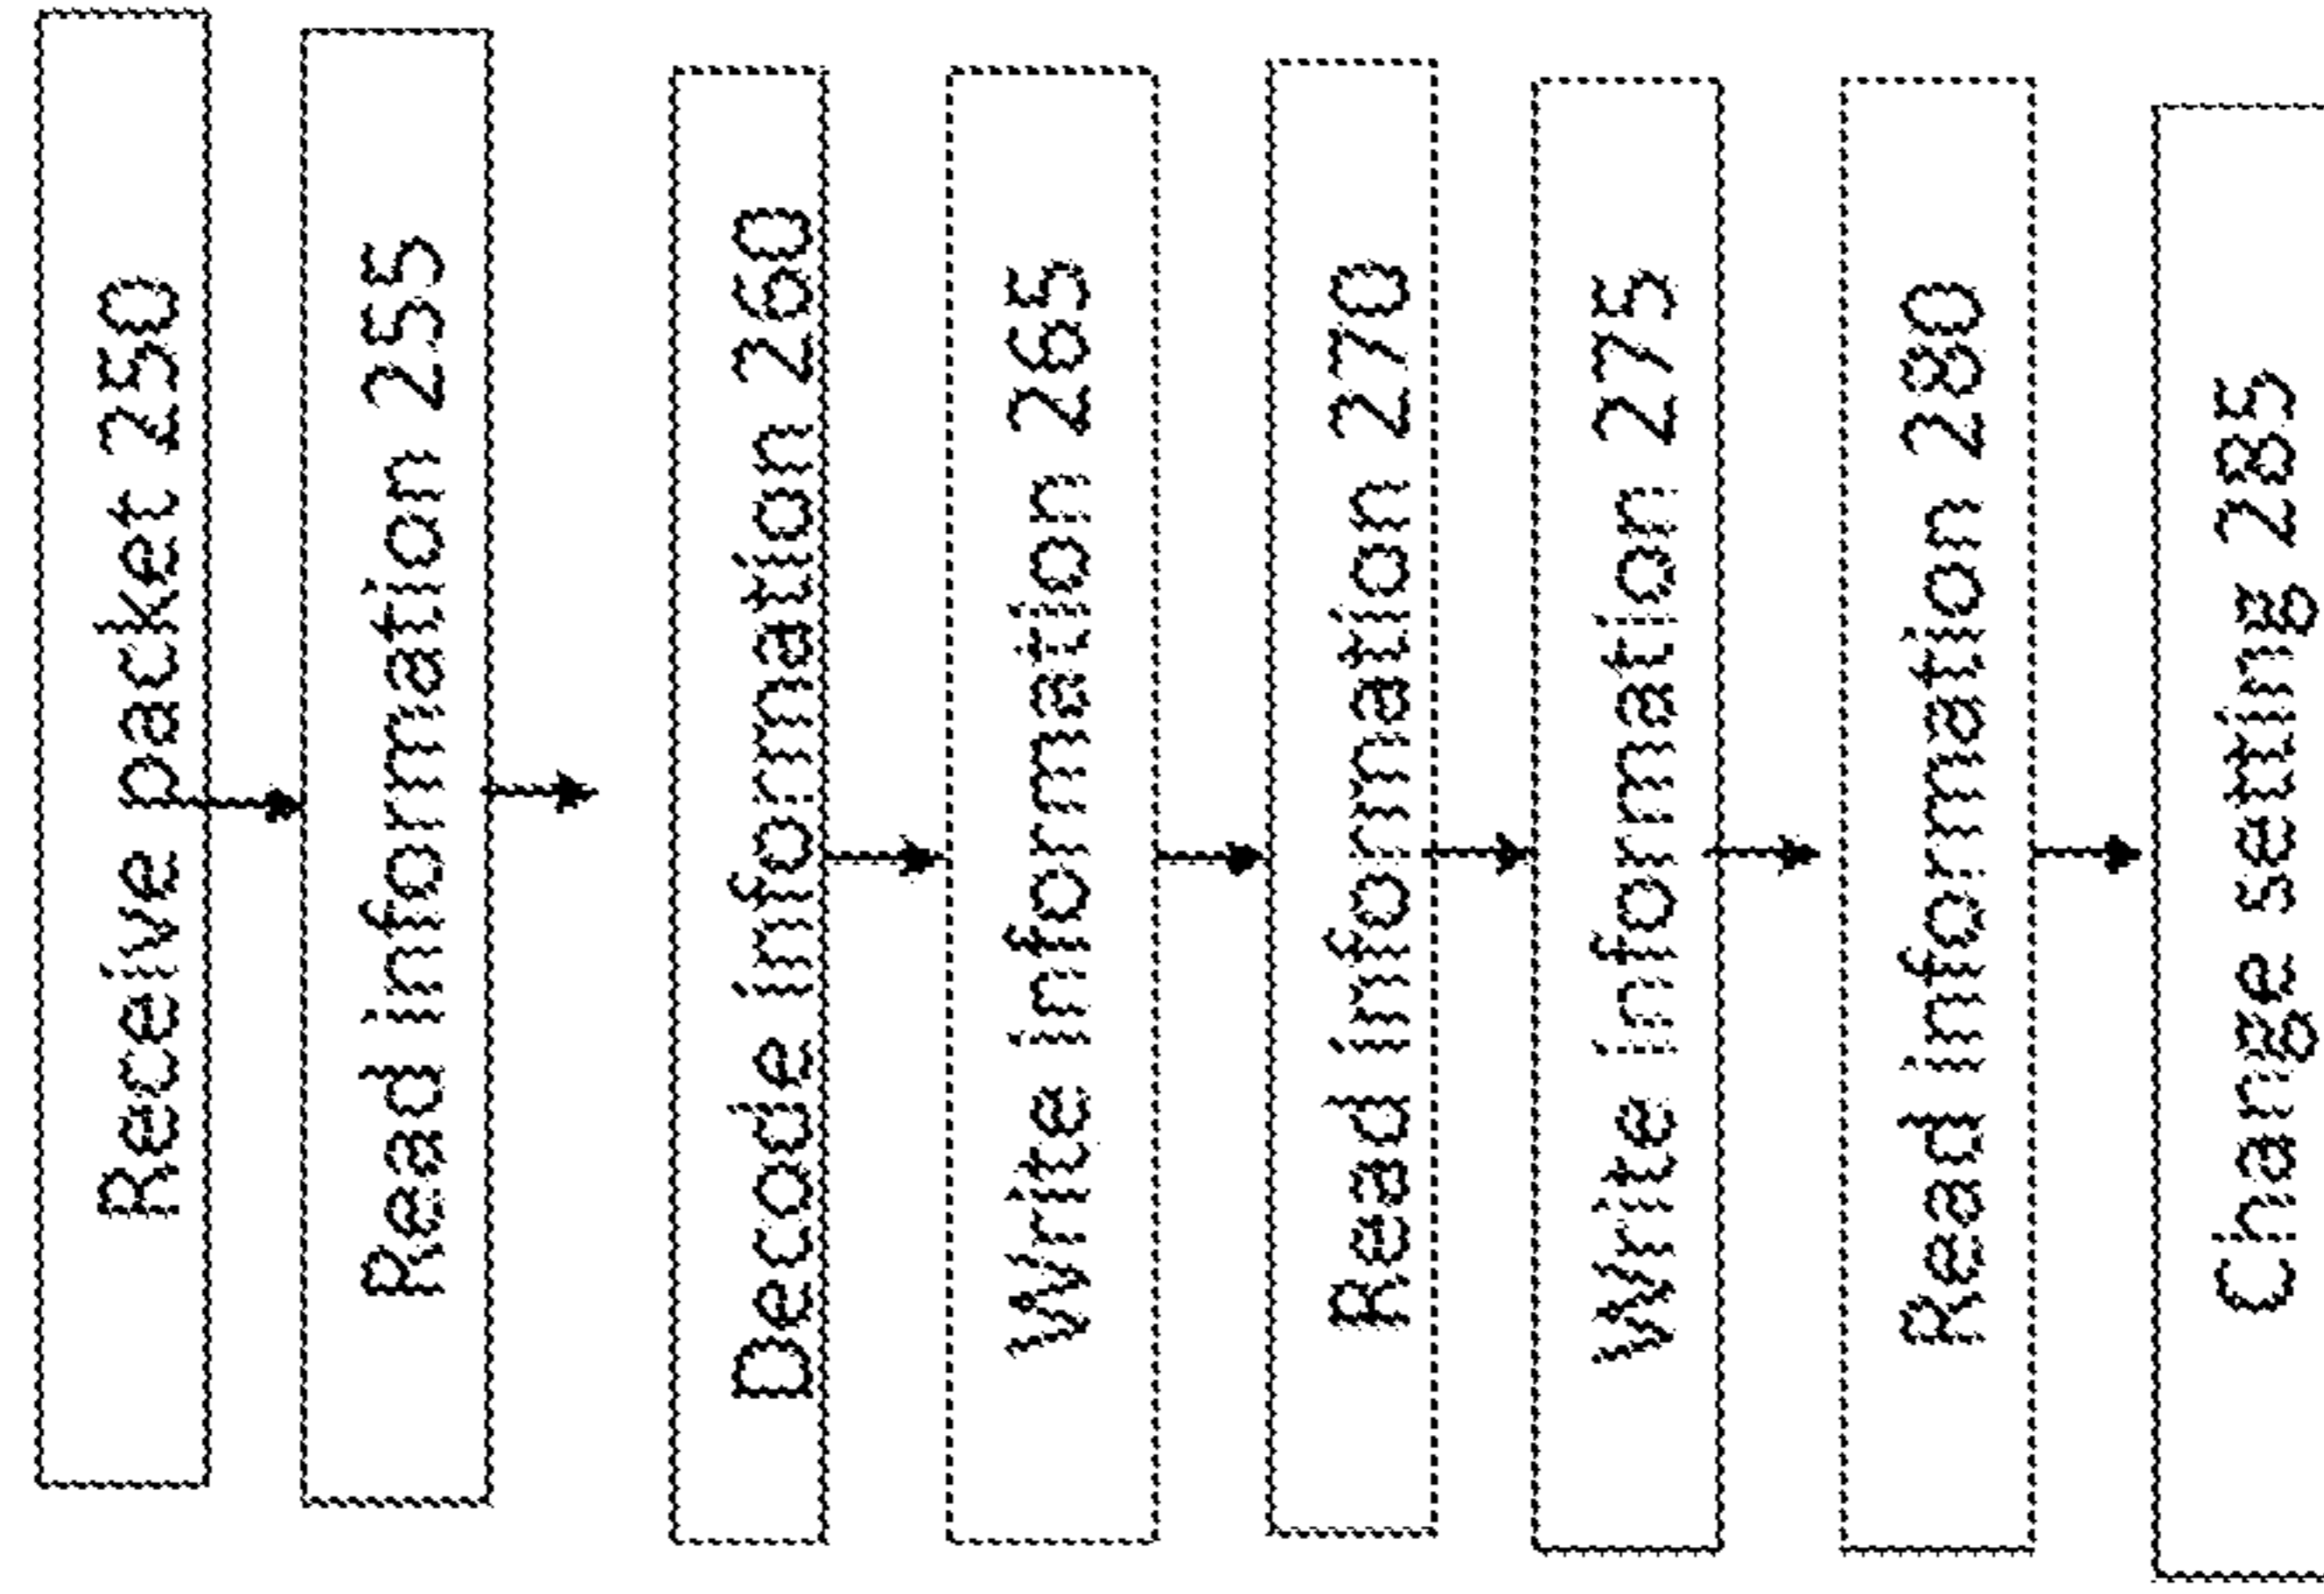 Receive packet 250
Read information 255
Decode information 260
Write information 265
Read information 270
Write information 275
Read information 280
Change setting 285